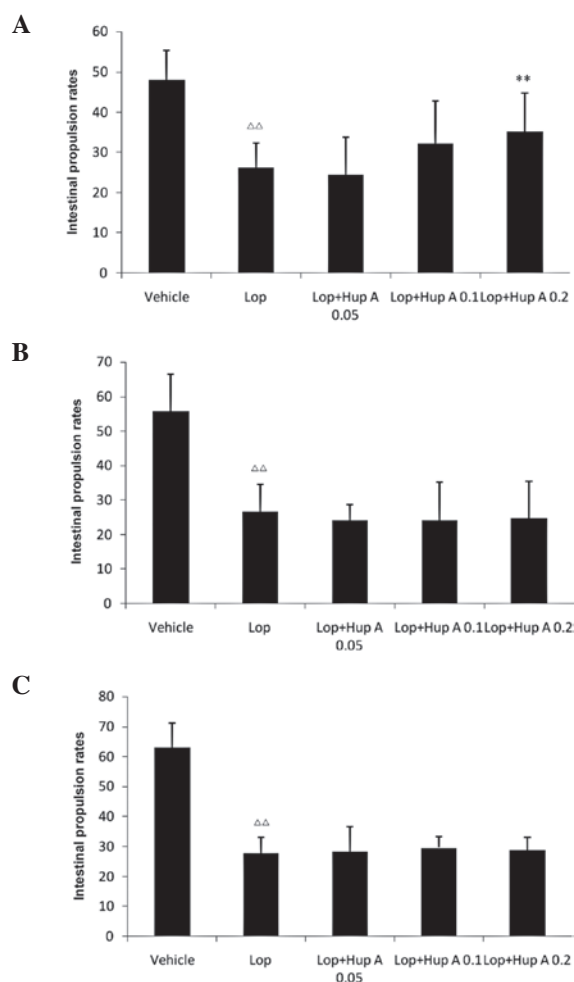 A
Intestinal propulsion rates
60
50
40
30
20
10
0
△△
**
Vehicle
Lop
Lop+Hup A
0.05
Lop+Hup A 0.1
Lop+Hup A 0.2
B
Intestinal propulsion rates
70
60
50
40
30
20
10
0
△△
Vehicle
Lop
Lop+Hup A
0.05
Lop+Hup A 0.1
Lop+Hup A 0.2
C
Intestinal propulsion rates
80
70
60
50
40
30
20
10
0
△△
Vehicle
Lop
Lop+Hup A
0.05
Lop+Hup A 0.1
Lop+Hup A 0.2